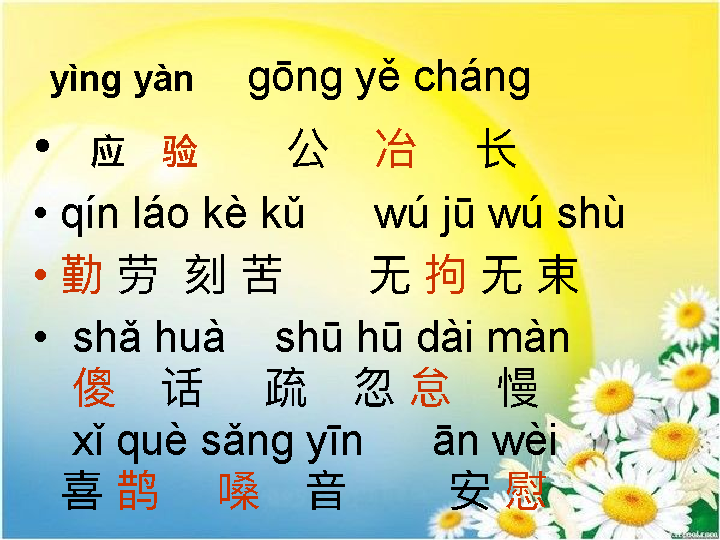 yìng yàn gōng yě cháng
• 应 验 公 冶 长
• qín láo kè kǔ wú jū wú shù
• 勤 劳 刻 苦 无 拘 无 束
• shǎ huà shū hū dài màn
傻 话 疏 忽 怠 慢
xǐ què sǎng yīn ān wèi
喜 鹊 嗓 音 安 慰